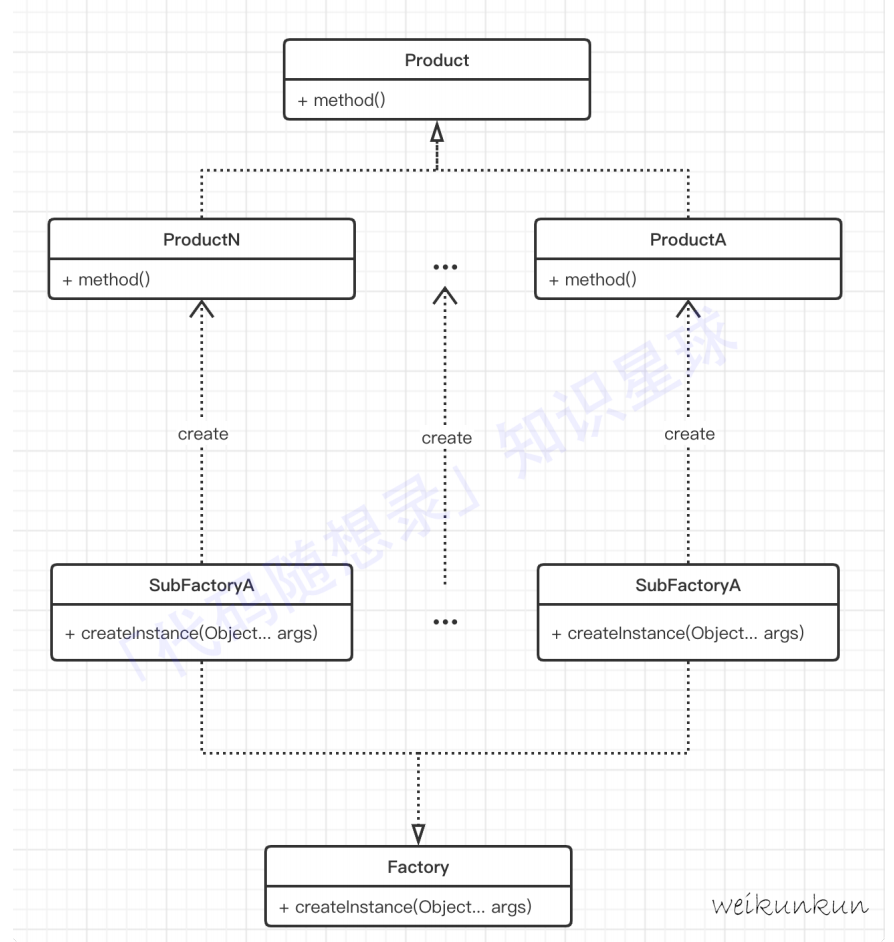 Product
+ method()
ProductN
+ method()
...
ProductA
+ method()
create
create
create
SubFactoryA
+ createInstance(Object... args)
...
SubFactoryA
+ createInstance(Object... args)
Factory
+ createInstance(Object... args)
「代码随想录」知识星球
weikunkun